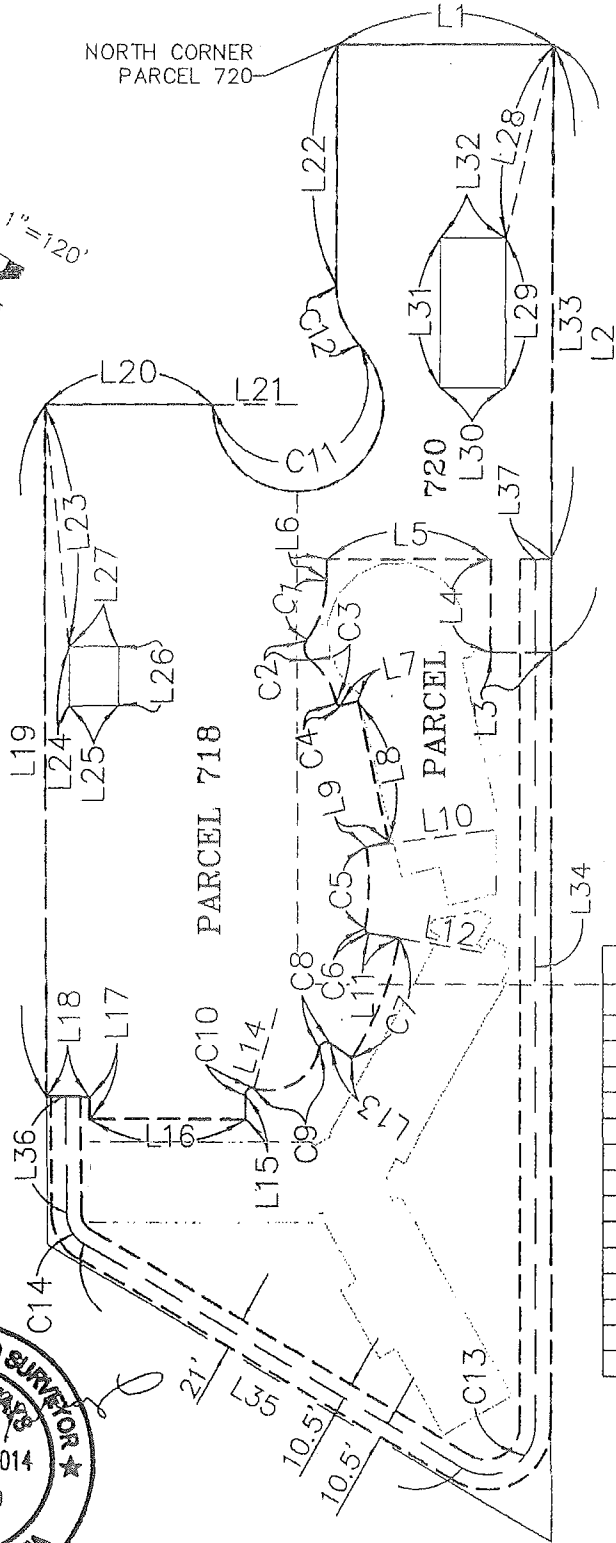 NORTH CORNER
PARCEL 720
L1
L22
L28
L32
1"=120'
C12
L31
L29
L33
L2
L20
L21
C11
L30
720
L37
L23
L27
L6
L5
C1
C3
L4
C2
L26
L7
L19
L24
L25
C4
L3
PARCEL
L8
L9
PARCEL 718
L10
C5
L34
C8
C6
L12
L11
C7
L18
L17
C10
L14
L36
L13
L16
C9
L15
C14
21'
L35
C13
10.5'
10.5'
SURVEYOR
014